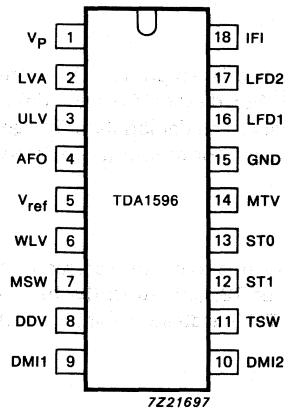 Vp 1 18 IFI
LVA 2 17 LFD2
ULV 3 16 LFD1
AFO 4 15 GND
Vref 5 TDA1596 14 MTV
WLV 6 13 ST0
MSW 7 12 ST1
DDV 8 11 TSW
DMI1 9 10 DMI2
7Z21697